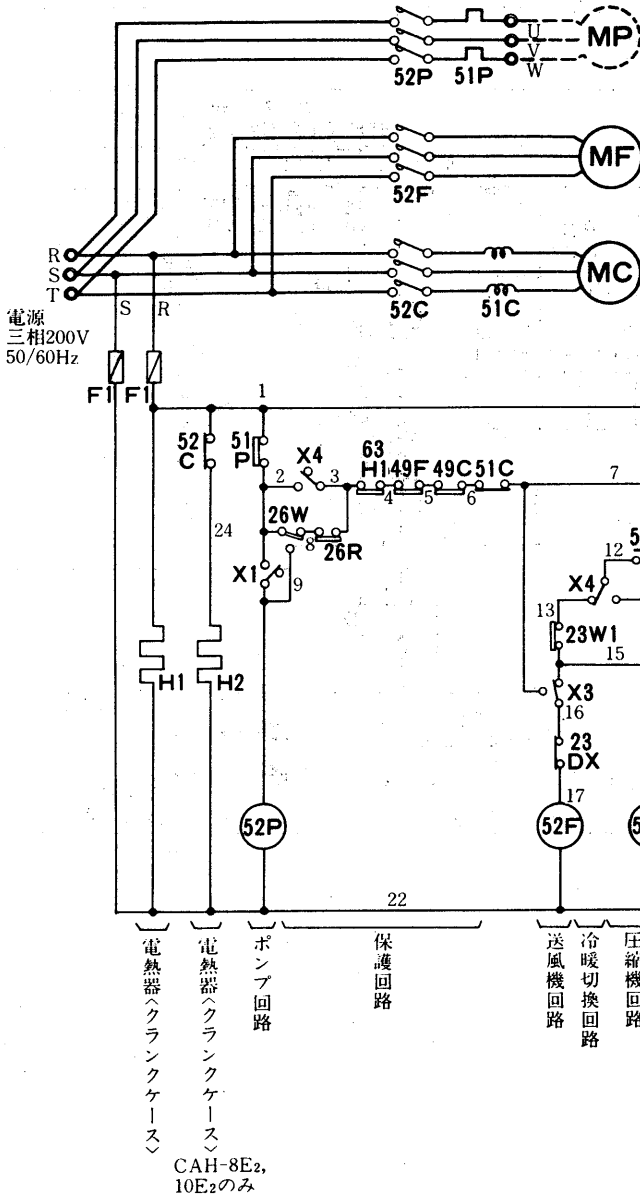 U
V
W
MP
52P
51P
MF
52F
R
S
T
MC
52C
51C
S
R
電源
三相200V
50/60Hz
F1
F1
1
52
C
51
P
X4
2
3
63
H1
49F
49C
51C
4
5
6
7
26W
8
26R
24
X1
9
12
X4
13
23W1
15
H1
H2
X3
16
23
DX
17
52P
52F
22
電熱器〈クランクケース〉
電熱器〈クランクケース〉
CAH-8E₂,
10E₂のみ
ポンプ回路
保護回路
送風機回路
冷暖切換回路
圧縮機回路